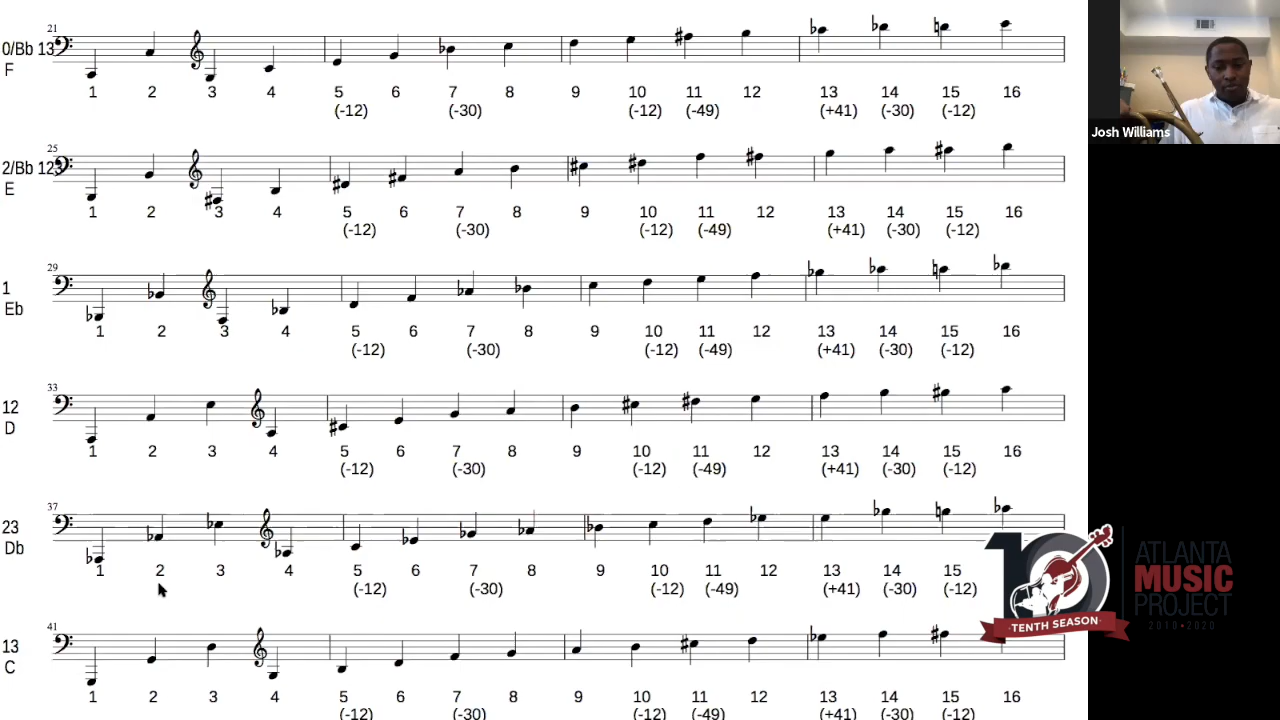 21
0/Bb 13
F
1 2 3 4 5 6 7 8 9 10 11 12 13 14 15 16
(-12) (-30) (-12) (-49) (+41) (-30) (-12)
25
2/Bb 123
E
1 2 3 4 5 6 7 8 9 10 11 12 13 14 15 16
(-12) (-30) (-12) (-49) (+41) (-30) (-12)
29
1
Eb
1 2 3 4 5 6 7 8 9 10 11 12 13 14 15 16
(-12) (-30) (-12) (-49) (+41) (-30) (-12)
33
12
D
1 2 3 4 5 6 7 8 9 10 11 12 13 14 15 16
(-12) (-30) (-12) (-49) (+41) (-30) (-12)
37
23
Db
1 2 3 4 5 6 7 8 9 10 11 12 13 14 15
(-12) (-30) (-12) (-49) (+41) (-30) (-12)
41
13
C
1 2 3 4 5 6 7 8 9 10 11 12 13 14 15 16
(-12) (-30) (-12) (-49) (+41) (-30) (-12)
Josh Williams
10
TENTH SEASON
ATLANTA
MUSIC
PROJECT
2010•2020